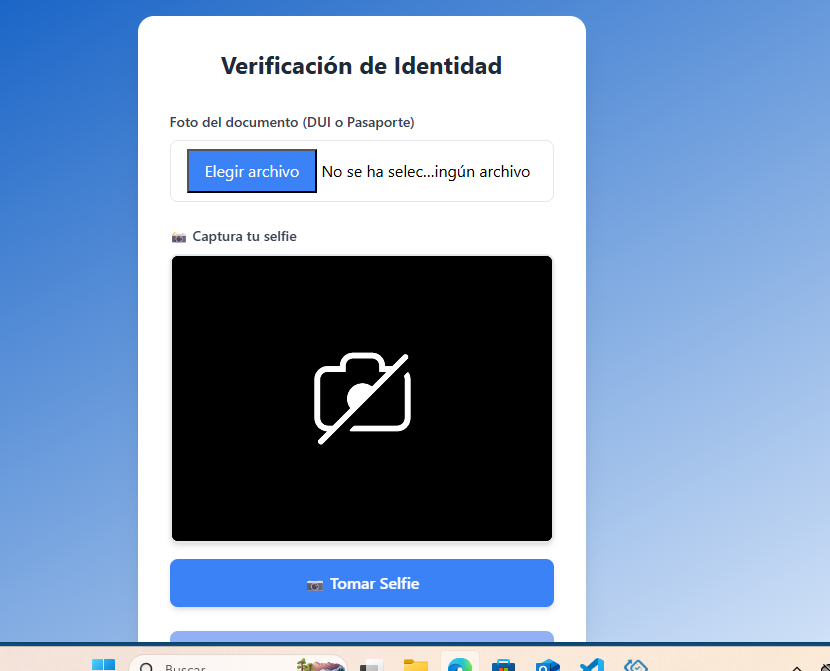 Verificación de Identidad
Foto del documento (DUI o Pasaporte)
Elegir archivo No se ha selec...ingún archivo
📷 Captura tu selfie
📷 Tomar Selfie
Buscar